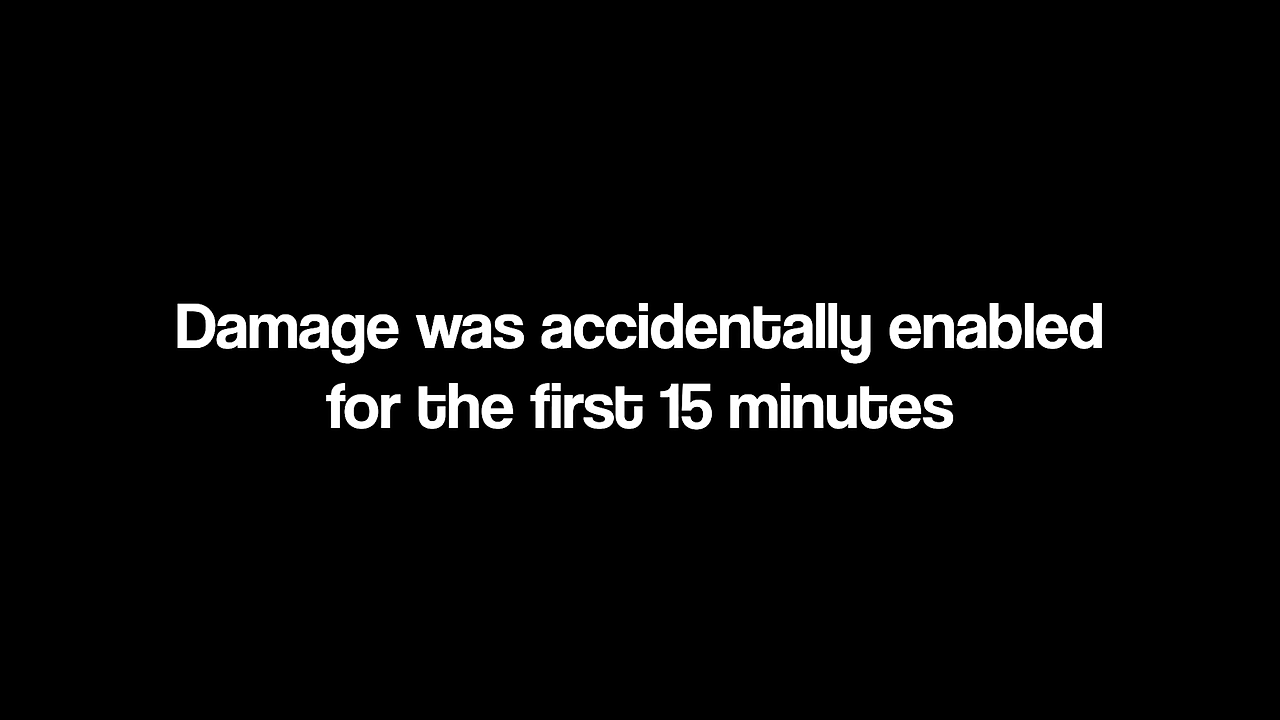 Damage was accidentally enabled
for the first 15 minutes